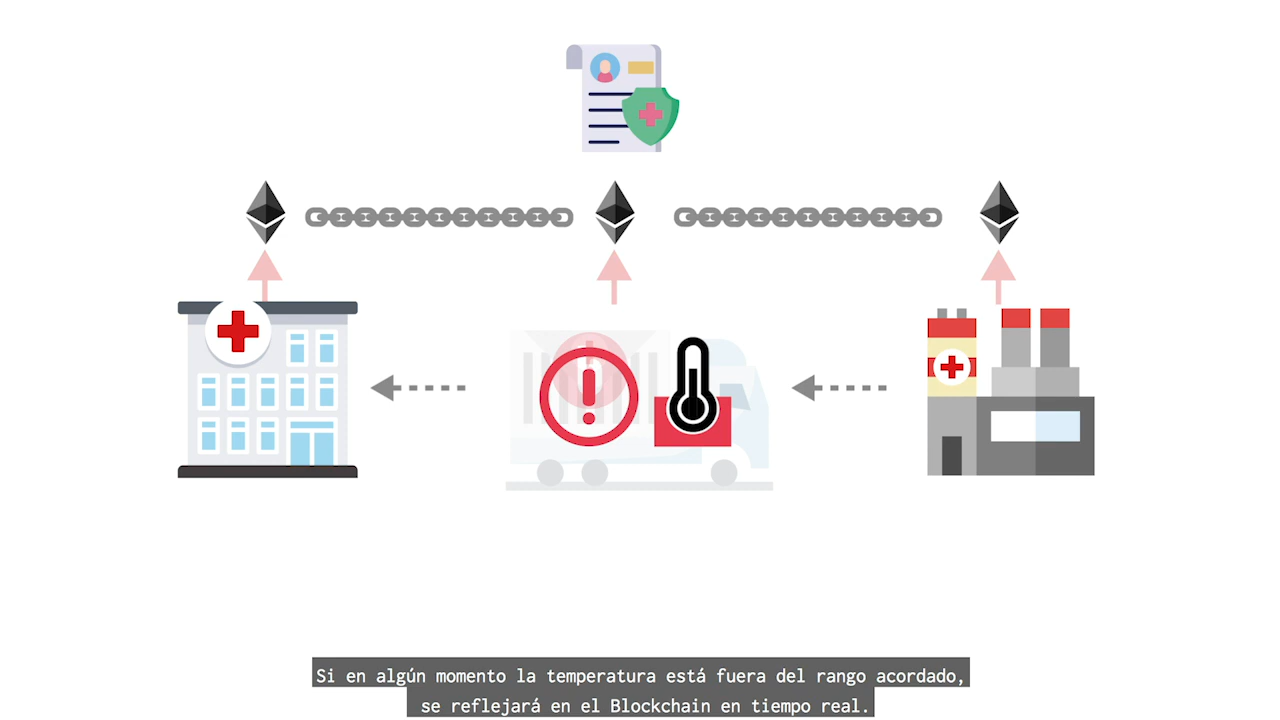 Si en algún momento la temperatura está fuera del rango acordado,
se reflejará en el Blockchain en tiempo real.